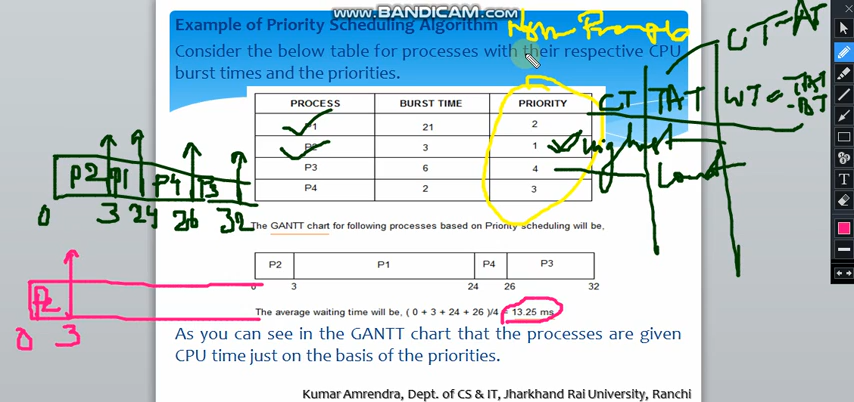 WWW.BANDICAM.COM
Example of Priority Scheduling Algorithm
Non
Consider the below table for processes with their respective CPU
burst times and the priorities.
CT-AT
PROCESS BURST TIME PRIORITY
CT TAT WT = TAT
-BT
P1 21 2
P2 3 1 highest
P3 6 4
P4 2 3
P2 P1 P4 P3
0 3 24 26 32
The GANTT chart for following processes based on Priority scheduling will be,
P2 P1 P4 P3
0 3 24 26 32
P2
0 3
The average waiting time will be, ( 0 + 3 + 24 + 26 )/4 = 13.25 ms
As you can see in the GANTT chart that the processes are given
CPU time just on the basis of the priorities.
Kumar Amrendra, Dept. of CS & IT, Jharkhand Rai University, Ranchi